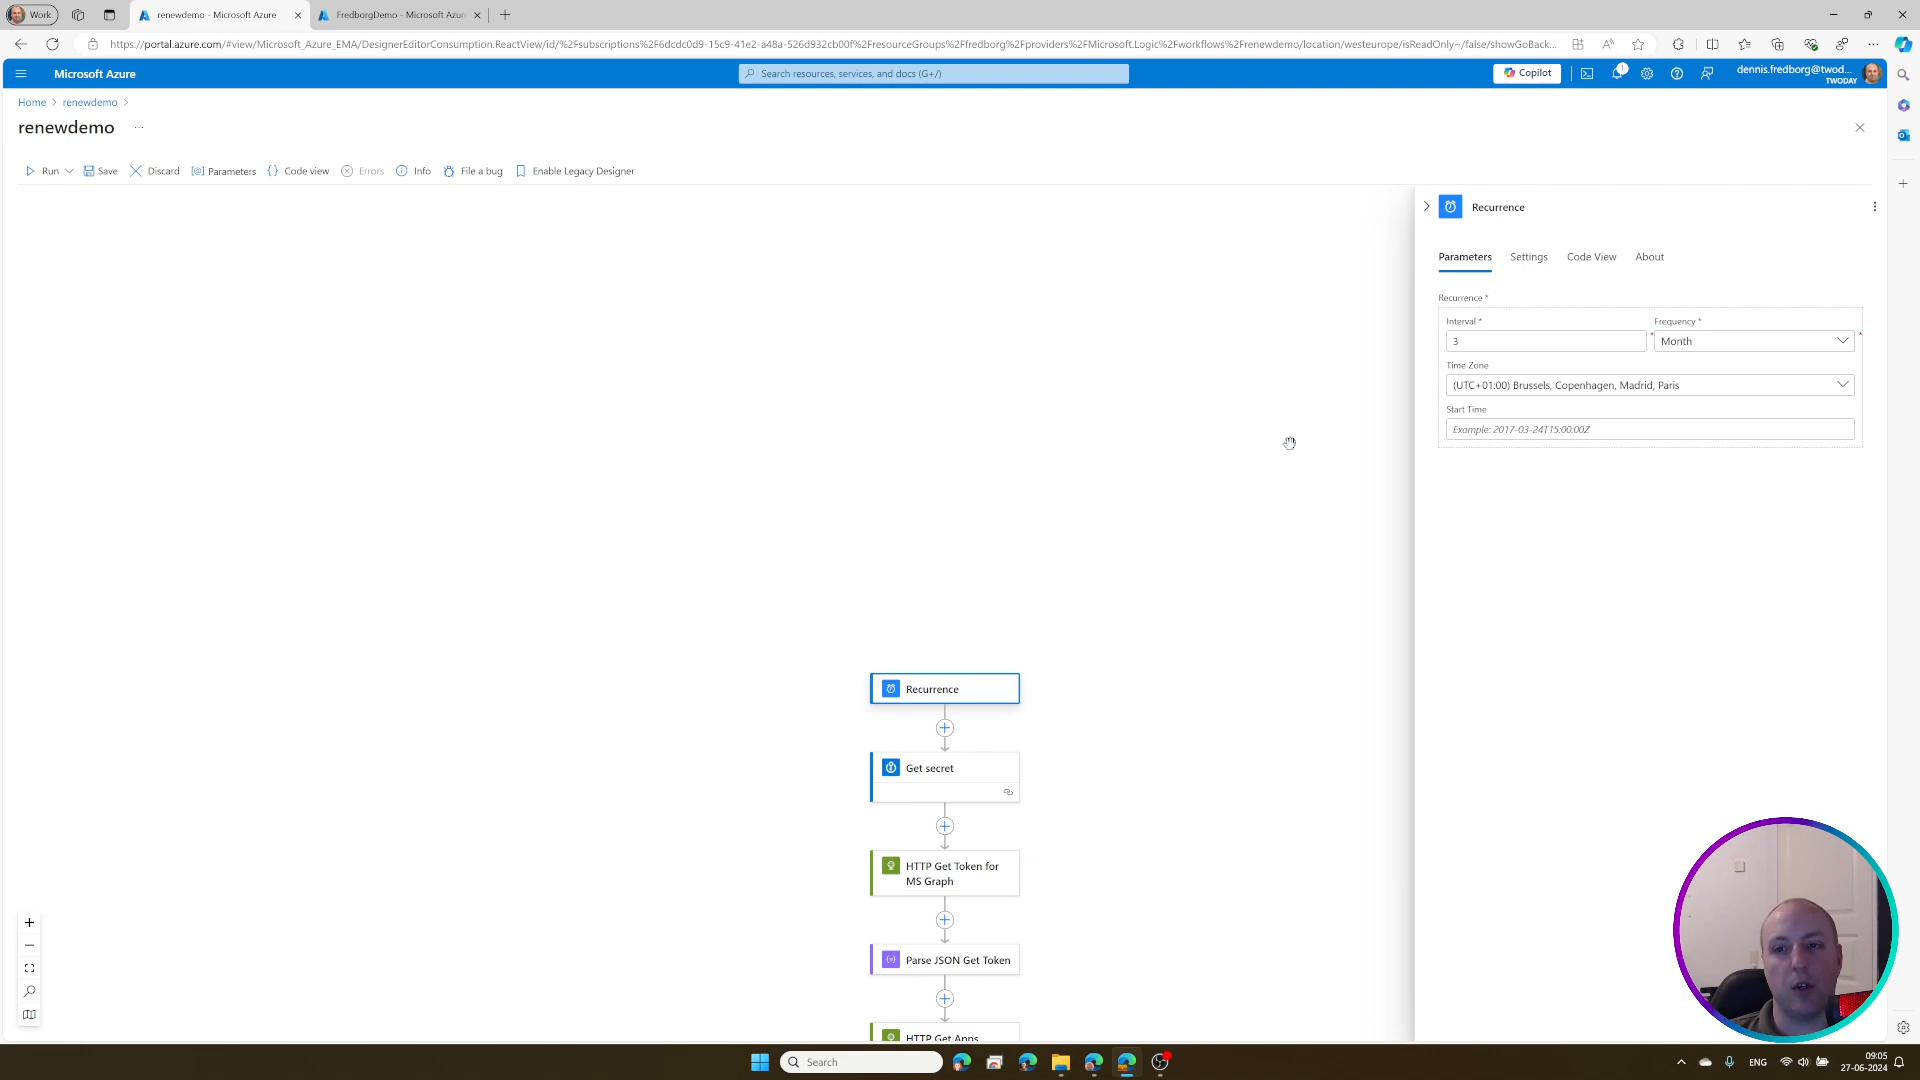 Work
renewdemo - Microsoft Azure
FredborgDemo - Microsoft Azure
https://portal.azure.com/#view/Microsoft_Azure_EMA/DesignerEditorConsumption.ReactView/id/%2Fsubscriptions%2F6dcdc0d9-15c9-41e2-a48a-526d932cb00f%2FresourceGroups%2Ffredborg%2Fproviders%2FMicrosoft.Logic%2Fworkflows%2Frenewdemo/location/westeurope/isReadOnly~/false/showGoBack...
Microsoft Azure
Search resources, services, and docs (G+/)
Copilot
1
dennis.fredborg@twod...
TWODAY
Home > renewdemo >
renewdemo ...
Run
Save
Discard
Parameters
Code view
Errors
Info
File a bug
Enable Legacy Designer
Recurrence
Parameters
Settings
Code View
About
Recurrence *
Interval *
Frequency *
3
Month
Time Zone
(UTC+01:00) Brussels, Copenhagen, Madrid, Paris
Start Time
Example: 2017-03-24T15:00:00Z
Recurrence
Get secret
HTTP Get Token for
MS Graph
Parse JSON Get Token
HTTP Get Apps
Search
ENG
09:05
27-06-2024